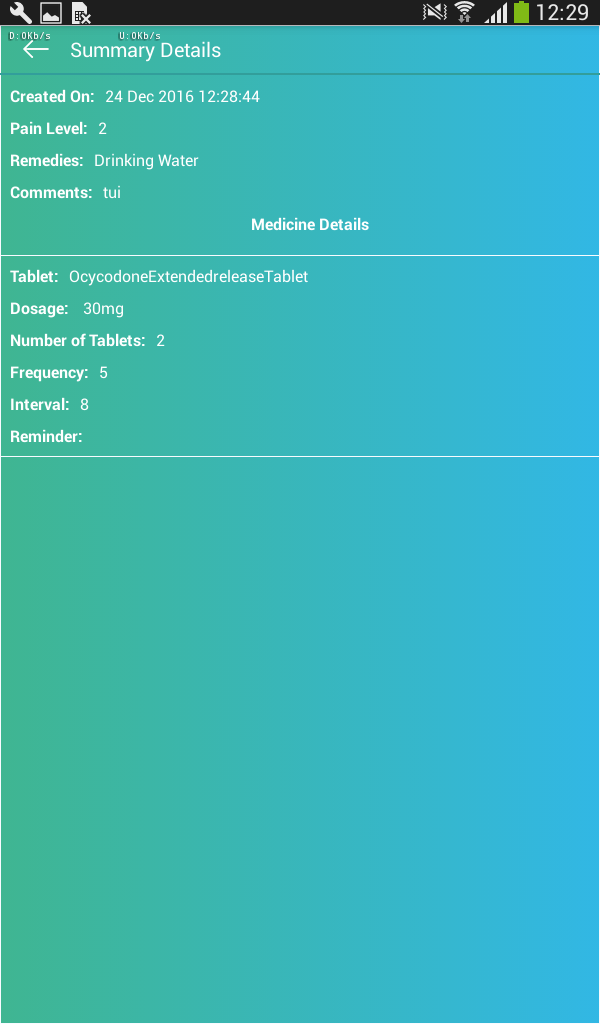 12:29
D:0Kb/s U:0Kb/s
Summary Details
Created On: 24 Dec 2016 12:28:44
Pain Level: 2
Remedies: Drinking Water
Comments: tui
Medicine Details
Tablet: OcycodoneExtendedreleaseTablet
Dosage: 30mg
Number of Tablets: 2
Frequency: 5
Interval: 8
Reminder: